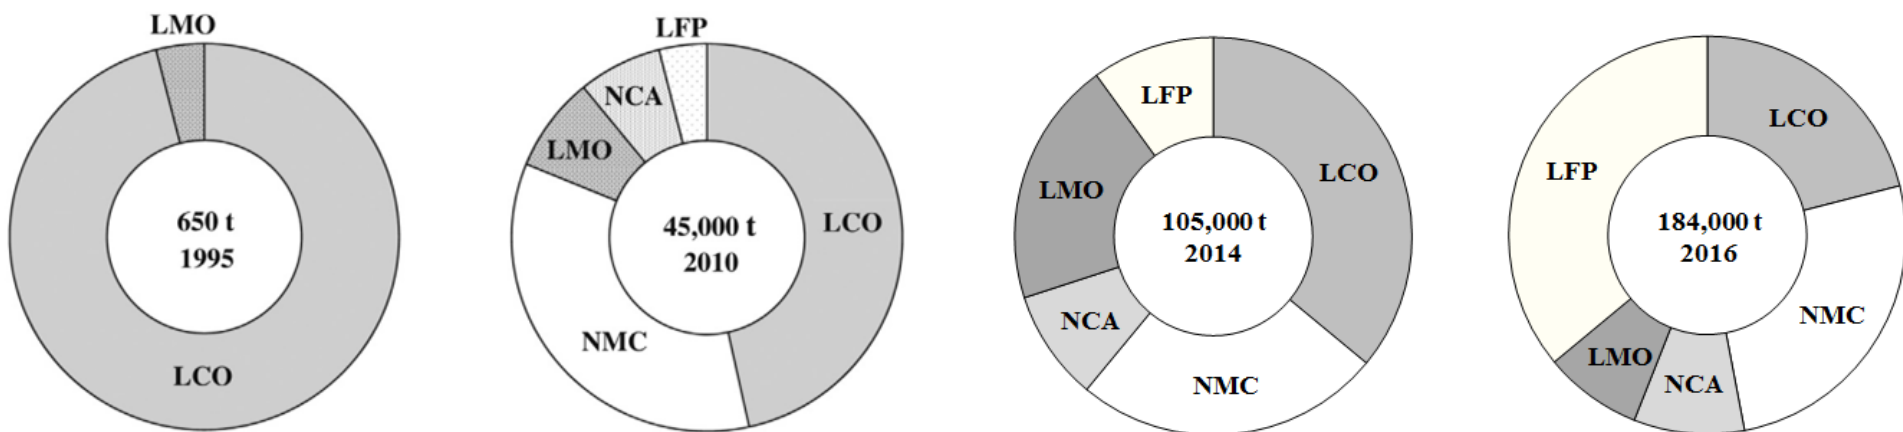 LMO
650 t
1995
LCO
LFP
NCA
LMO
LCO
45,000 t
2010
NMC
LFP
LCO
LMO
105,000 t
2014
NCA
NMC
LCO
LFP
184,000 t
2016
NMC
LMO
NCA